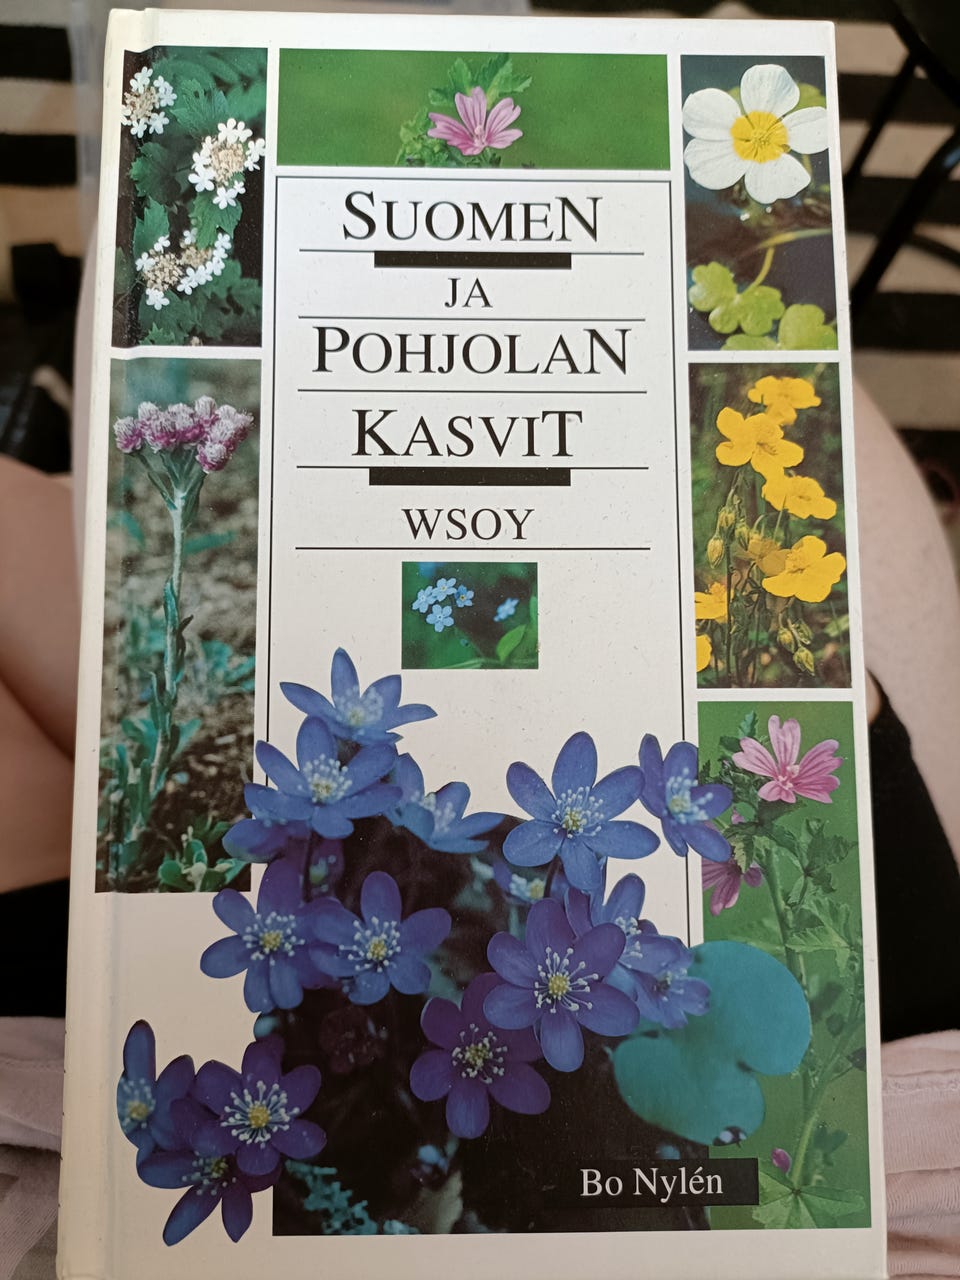 SUOMEN
JA
POHJOLAN
KASVIT
WSOY
Bo Nylén